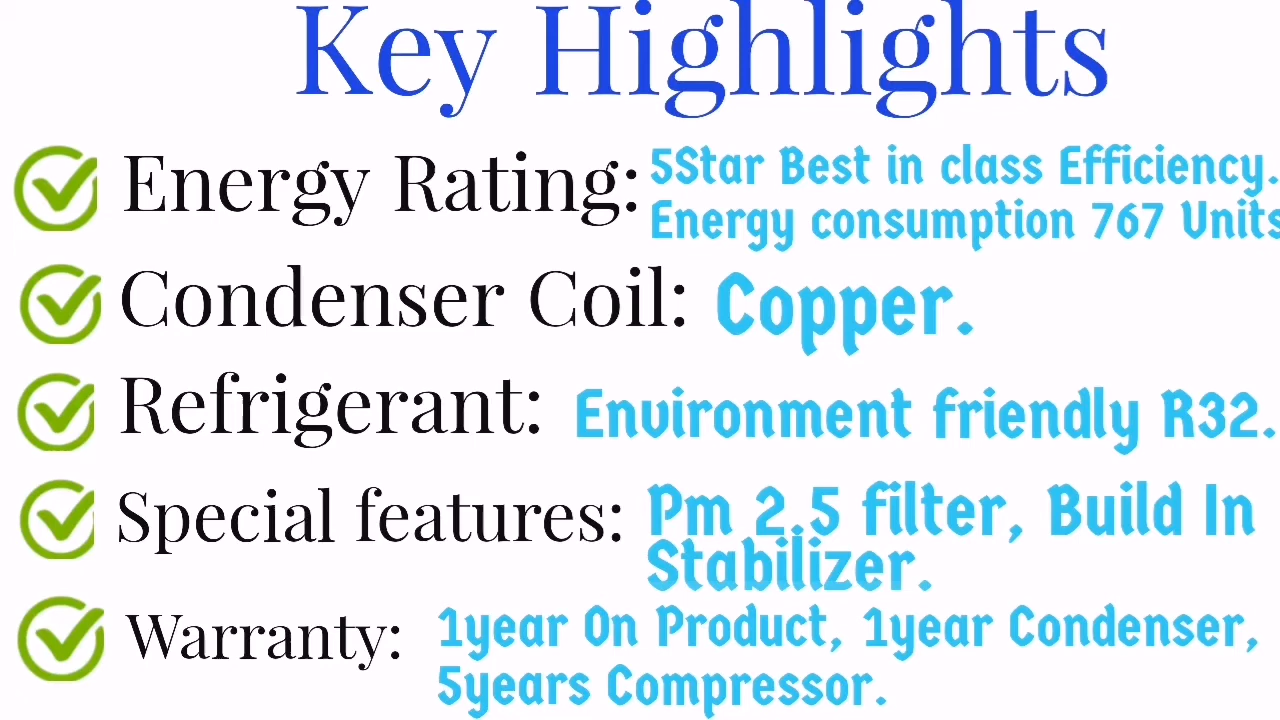 Key Highlights
Energy Rating: 5Star Best in class Efficiency.
Energy consumption 767 Units
Condenser Coil: Copper.
Refrigerant: Environment friendly R32.
Special features: Pm 2.5 filter, Build In
Stabilizer.
Warranty: 1year On Product, 1year Condenser,
5years Compressor.